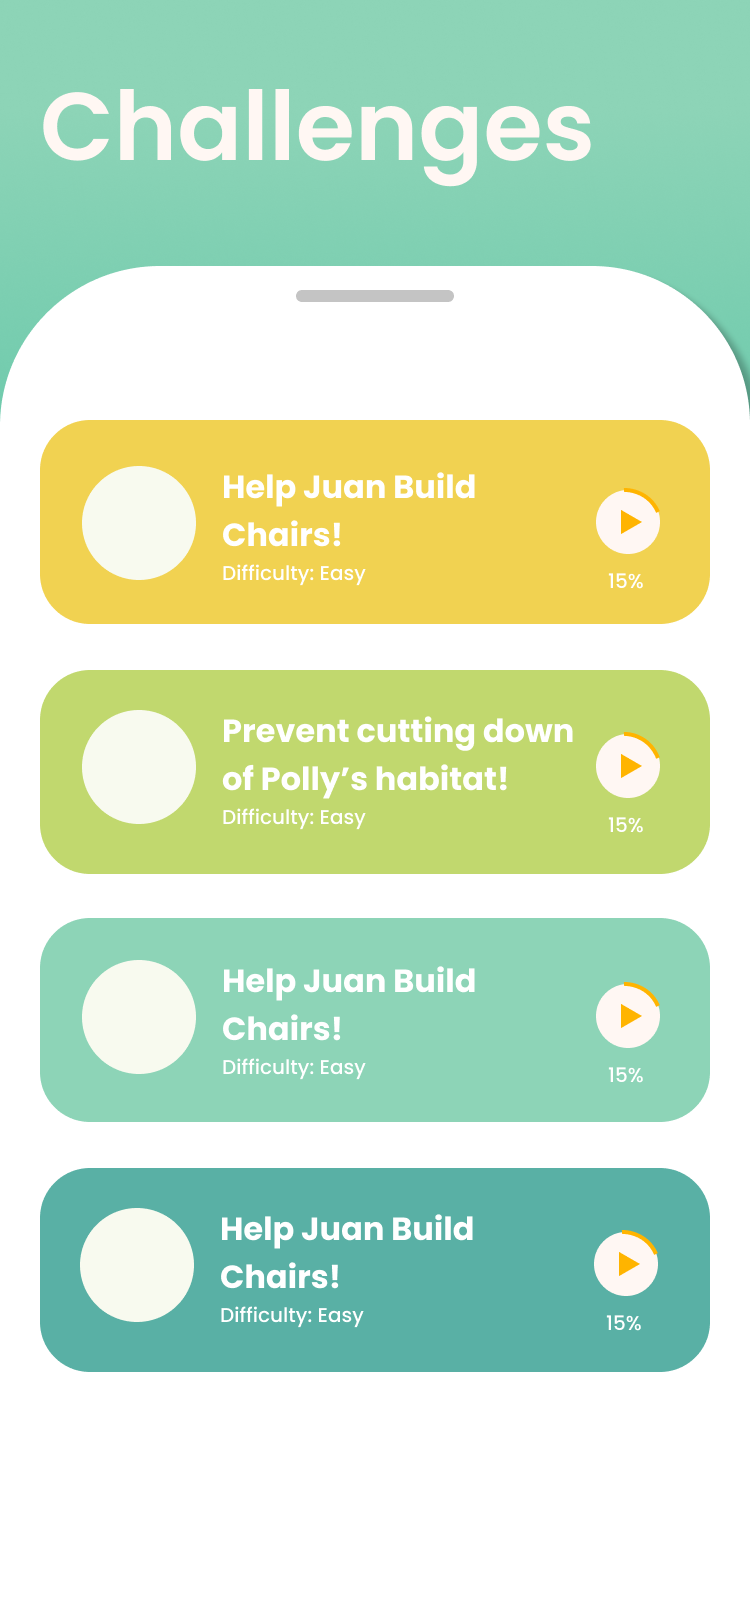 Challenges
Help Juan Build
Chairs!
Difficulty: Easy
15%
Prevent cutting down
of Polly’s habitat!
Difficulty: Easy
15%
Help Juan Build
Chairs!
Difficulty: Easy
15%
Help Juan Build
Chairs!
Difficulty: Easy
15%